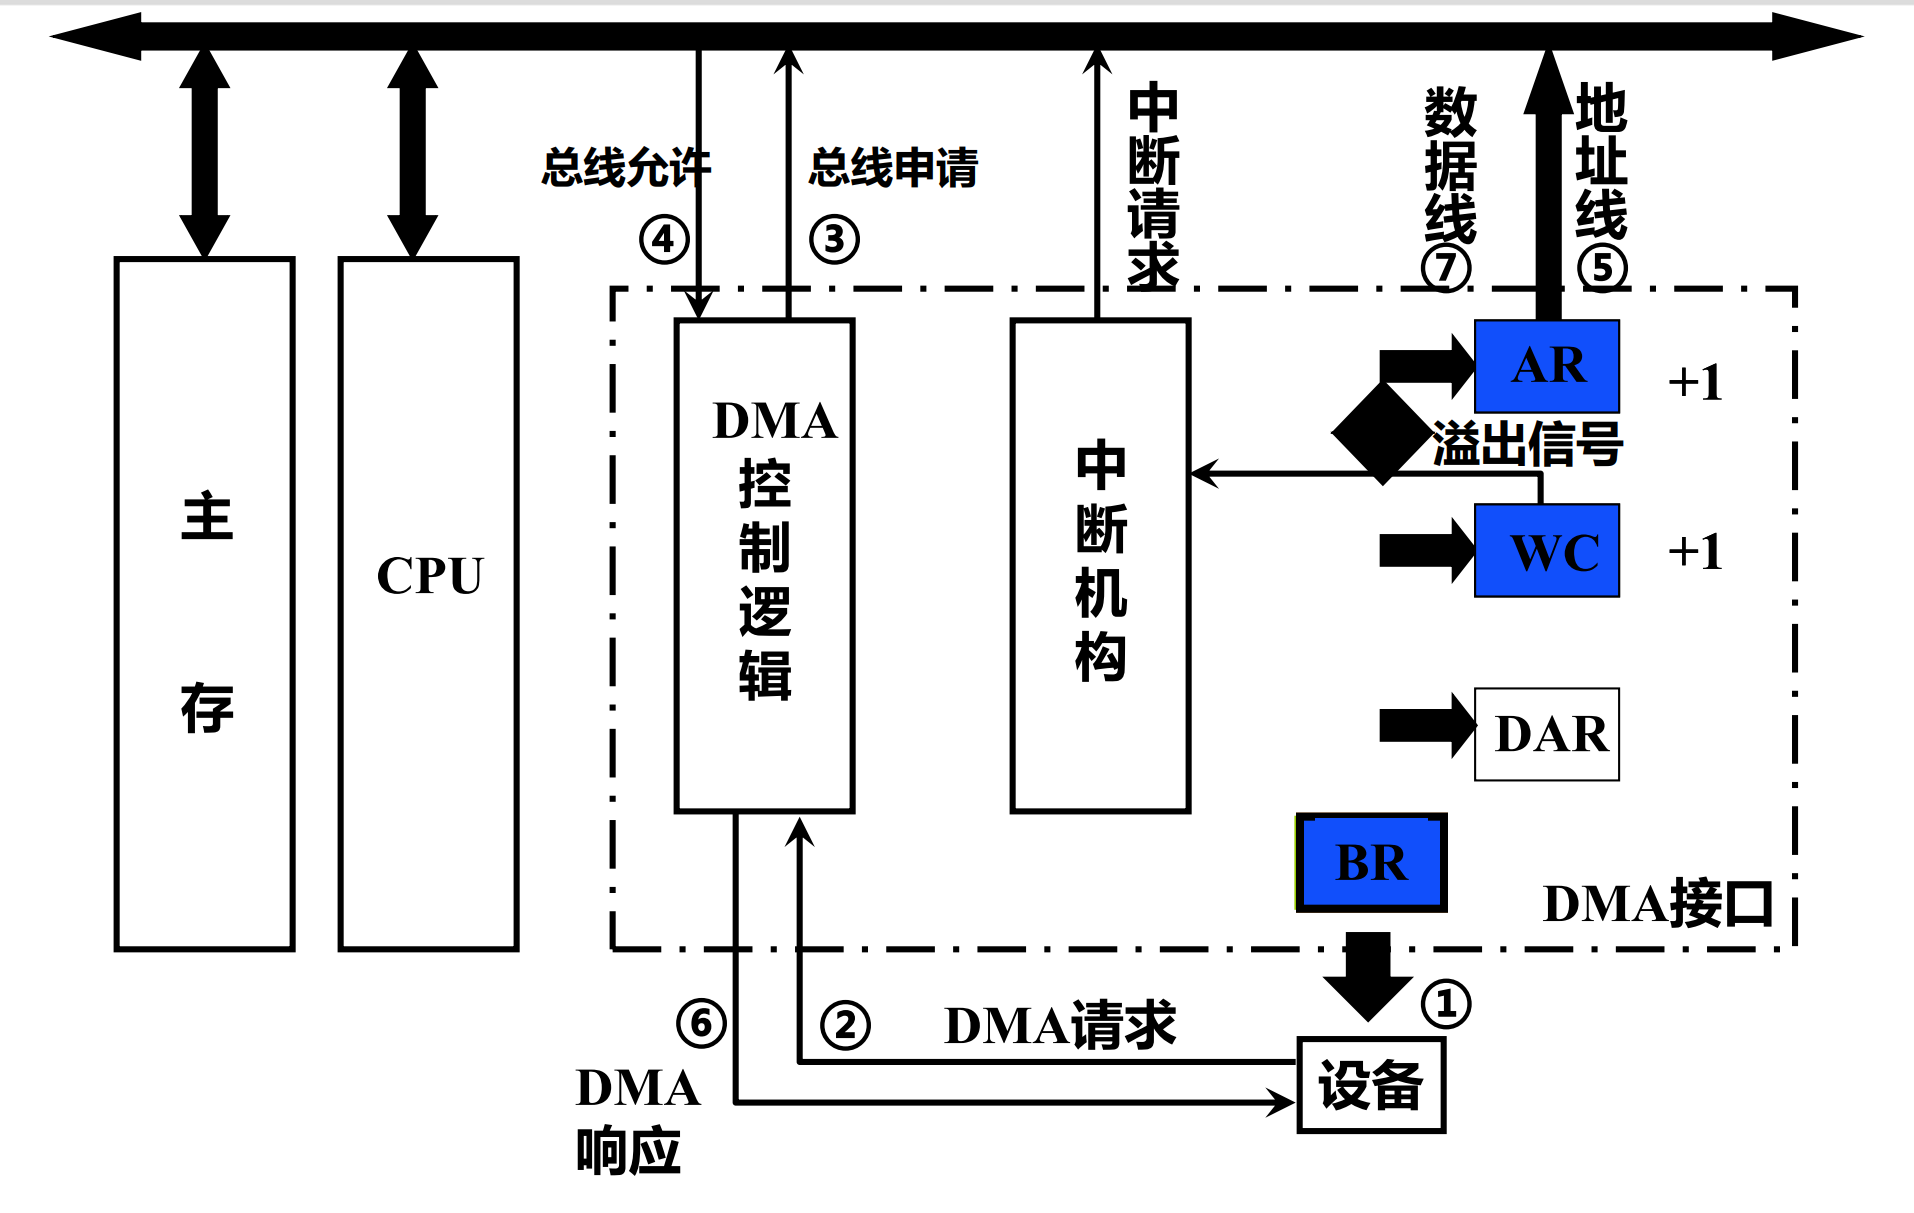 总线允许
④
总线申请
③
中断请求
数据线
⑦
地址线
⑤
主存
CPU
DMA
控制逻辑
中断机构
AR
+1
溢出信号
WC
+1
DAR
BR
DMA接口
⑥
②
DMA请求
①
DMA
响应
设备